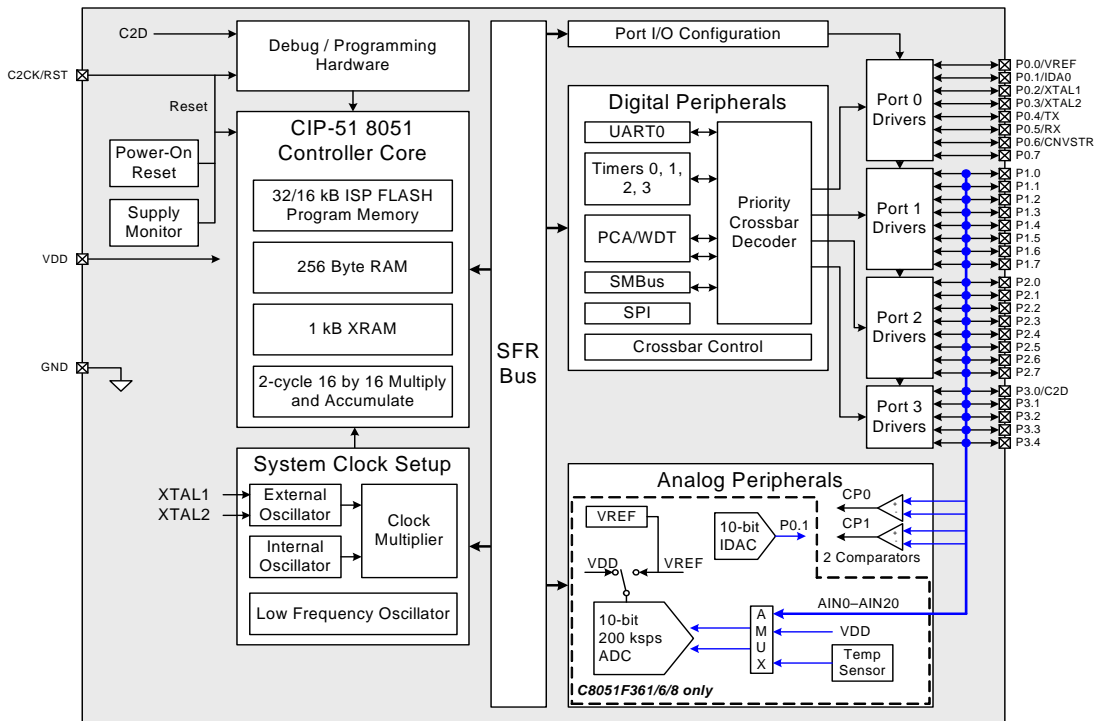 C2D
C2CK/RST
Reset
Debug / Programming
Hardware
Power-On
Reset
Supply
Monitor
VDD
GND
CIP-51 8051
Controller Core
32/16 kB ISP FLASH
Program Memory
256 Byte RAM
1 kB XRAM
2-cycle 16 by 16 Multiply
and Accumulate
System Clock Setup
XTAL1
XTAL2
External
Oscillator
Internal
Oscillator
Clock
Multiplier
Low Frequency Oscillator
SFR
Bus
Port I/O Configuration
Digital Peripherals
UART0
Timers 0, 1,
2, 3
PCA/WDT
SMBus
SPI
Priority
Crossbar
Decoder
Crossbar Control
Port 0
Drivers
Port 1
Drivers
Port 2
Drivers
Port 3
Drivers
P0.0/VREF
P0.1/IDA0
P0.2/XTAL1
P0.3/XTAL2
P0.4/TX
P0.5/RX
P0.6/CNVSTR
P0.7
P1.0
P1.1
P1.2
P1.3
P1.4
P1.5
P1.6
P1.7
P2.0
P2.1
P2.2
P2.3
P2.4
P2.5
P2.6
P2.7
P3.0/C2D
P3.1
P3.2
P3.3
P3.4
Analog Peripherals
VREF
VDD
VREF
10-bit
IDAC
P0.1
CP0
+
-
CP1
+
-
2 Comparators
10-bit
200 ksps
ADC
A
M
U
X
AIN0–AIN20
VDD
Temp
Sensor
C8051F361/6/8 only